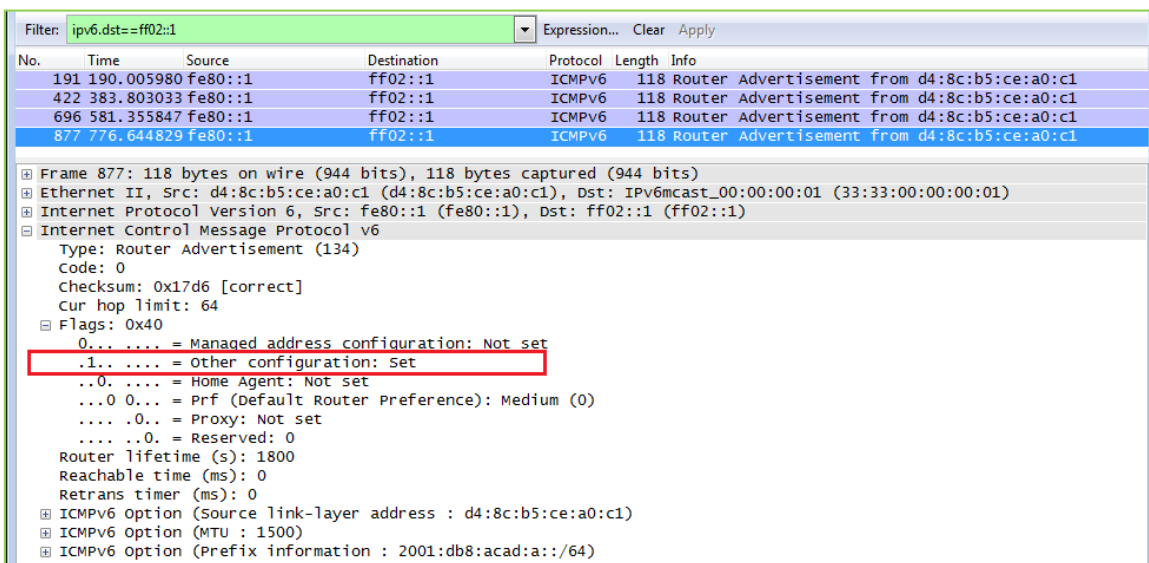 Filter: ipv6.dst==ff02::1 Expression... Clear Apply
No. Time Source Destination Protocol Length Info
191 190.005980 fe80::1 ff02::1 ICMPv6 118 Router Advertisement from d4:8c:b5:ce:a0:c1
422 383.803033 fe80::1 ff02::1 ICMPv6 118 Router Advertisement from d4:8c:b5:ce:a0:c1
696 581.355847 fe80::1 ff02::1 ICMPv6 118 Router Advertisement from d4:8c:b5:ce:a0:c1
877 776.644829 fe80::1 ff02::1 ICMPv6 118 Router Advertisement from d4:8c:b5:ce:a0:c1
Frame 877: 118 bytes on wire (944 bits), 118 bytes captured (944 bits)
Ethernet II, Src: d4:8c:b5:ce:a0:c1 (d4:8c:b5:ce:a0:c1), Dst: IPv6mcast_00:00:00:01 (33:33:00:00:00:01)
Internet Protocol Version 6, Src: fe80::1 (fe80::1), Dst: ff02::1 (ff02::1)
Internet Control Message Protocol v6
Type: Router Advertisement (134)
Code: 0
Checksum: 0x17d6 [correct]
Cur hop limit: 64
Flags: 0x40
0... .... = Managed address configuration: Not set
.1.. .... = Other configuration: Set
..0. .... = Home Agent: Not set
...0 0... = Prf (Default Router Preference): Medium (0)
.... .0.. = Proxy: Not set
.... ..0. = Reserved: 0
Router lifetime (s): 1800
Reachable time (ms): 0
Retrans timer (ms): 0
ICMPv6 Option (Source link-layer address : d4:8c:b5:ce:a0:c1)
ICMPv6 Option (MTU : 1500)
ICMPv6 Option (Prefix information : 2001:db8:acad:a::/64)